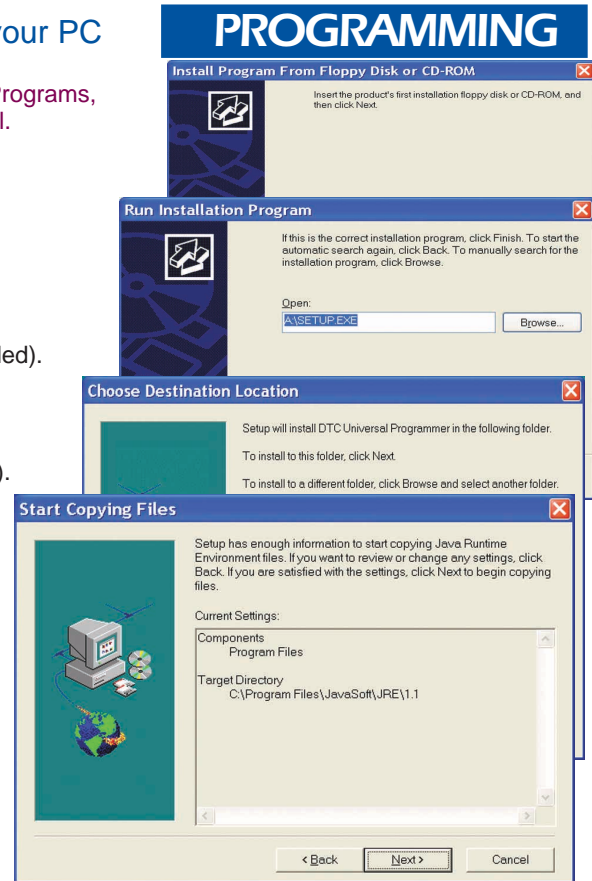 your PC
PROGRAMMING
Programs,
Install Program From Floppy Disk or CD-ROM
Insert the product's first installation floppy disk or CD-ROM, and
then click Next.
Run Installation Program
If this is the correct installation program, click Finish. To start the
automatic search again, click Back. To manually search for the
installation program, click Browse.
Open:
A:\SETUP.EXE
Browse...
led).
Choose Destination Location
Setup will install DTC Universal Programmer in the following folder.
To install to this folder, click Next.
To install to a different folder, click Browse and select another folder.
).
Start Copying Files
Setup has enough information to start copying Java Runtime
Environment files. If you want to review or change any settings, click
Back. If you are satisfied with the settings, click Next to begin copying
files.
Current Settings:
Components
Program Files
Target Directory
C:\Program Files\JavaSoft\JRE\1.1
< Back
Next >
Cancel